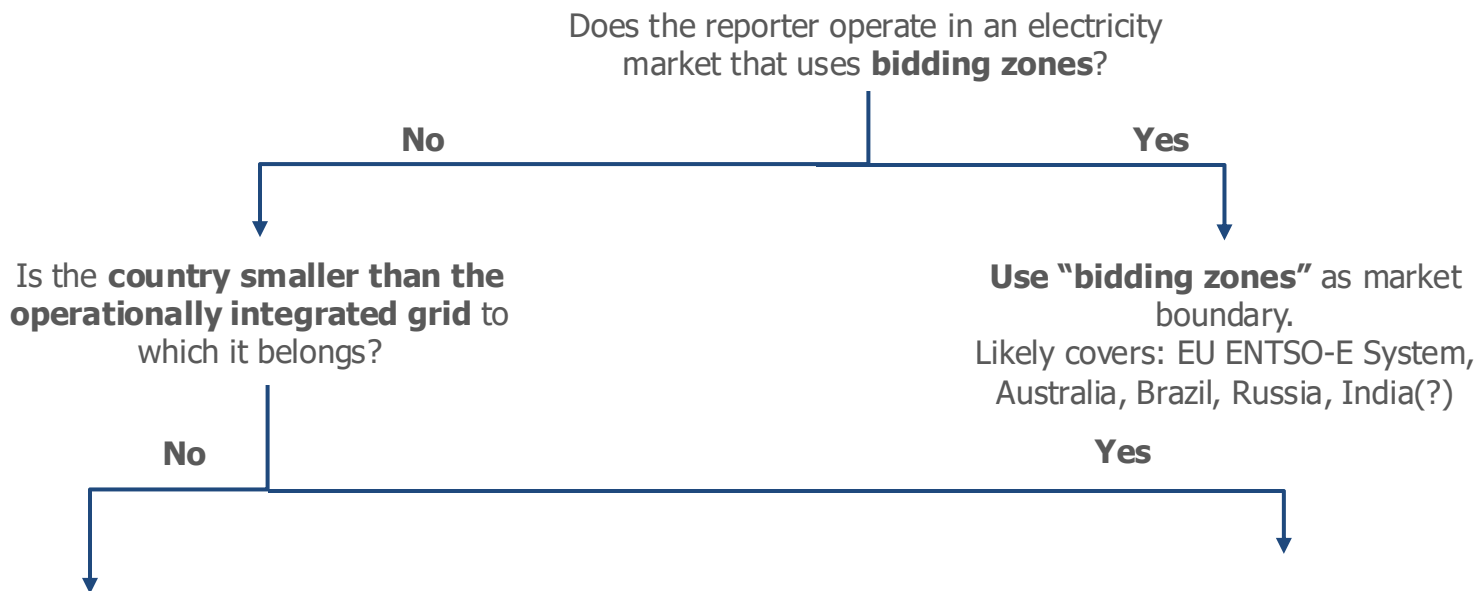 Does the reporter operate in an electricity
market that uses bidding zones?
No
Yes
Is the country smaller than the
operationally integrated grid to
which it belongs?
Use “bidding zones” as market
boundary.
Likely covers: EU ENTSO-E System,
Australia, Brazil, Russia, India(?)
No
Yes